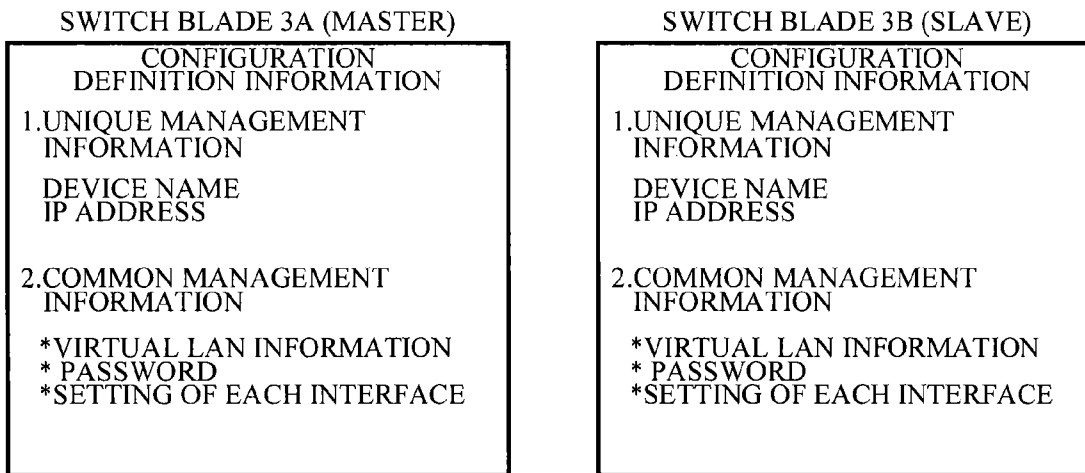 SWITCH BLADE 3A (MASTER)
CONFIGURATION
DEFINITION INFORMATION
1.UNIQUE MANAGEMENT
INFORMATION
DEVICE NAME
IP ADDRESS
2.COMMON MANAGEMENT
INFORMATION
*VIRTUAL LAN INFORMATION
* PASSWORD
*SETTING OF EACH INTERFACE
SWITCH BLADE 3B (SLAVE)
CONFIGURATION
DEFINITION INFORMATION
1.UNIQUE MANAGEMENT
INFORMATION
DEVICE NAME
IP ADDRESS
2.COMMON MANAGEMENT
INFORMATION
*VIRTUAL LAN INFORMATION
* PASSWORD
*SETTING OF EACH INTERFACE